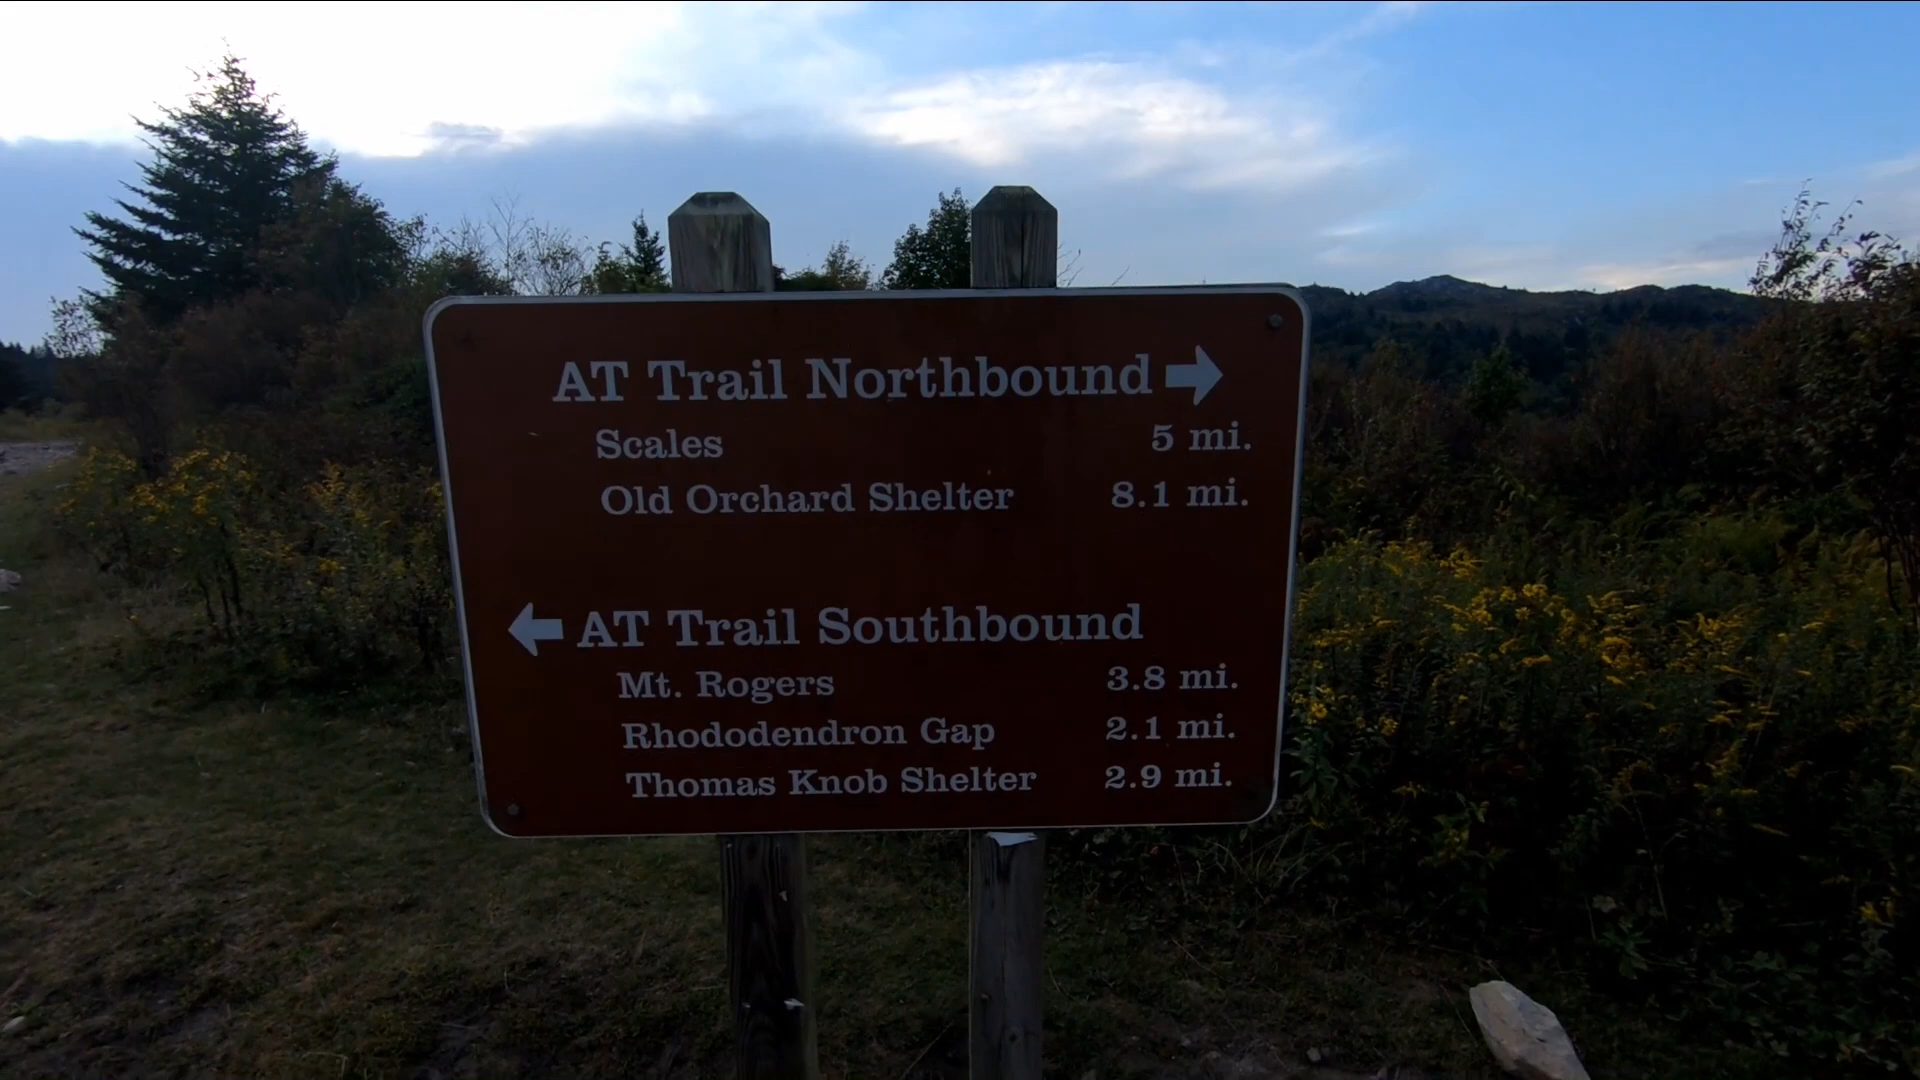 AT Trail Northbound
Scales 5 mi.
Old Orchard Shelter 8.1 mi.
AT Trail Southbound
Mt. Rogers 3.8 mi.
Rhododendron Gap 2.1 mi.
Thomas Knob Shelter 2.9 mi.